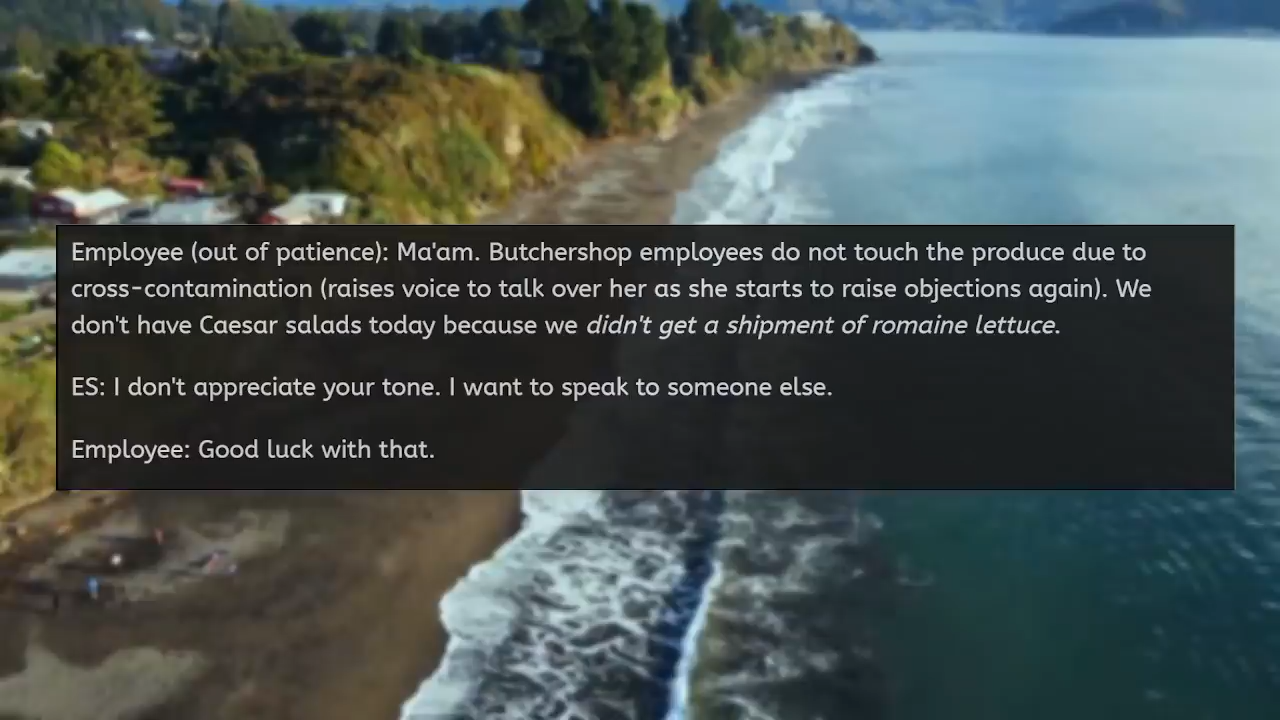 Employee (out of patience): Ma'am. Butchershop employees do not touch the produce due to
cross-contamination (raises voice to talk over her as she starts to raise objections again). We
don't have Caesar salads today because we didn't get a shipment of romaine lettuce.
ES: I don't appreciate your tone. I want to speak to someone else.
Employee: Good luck with that.